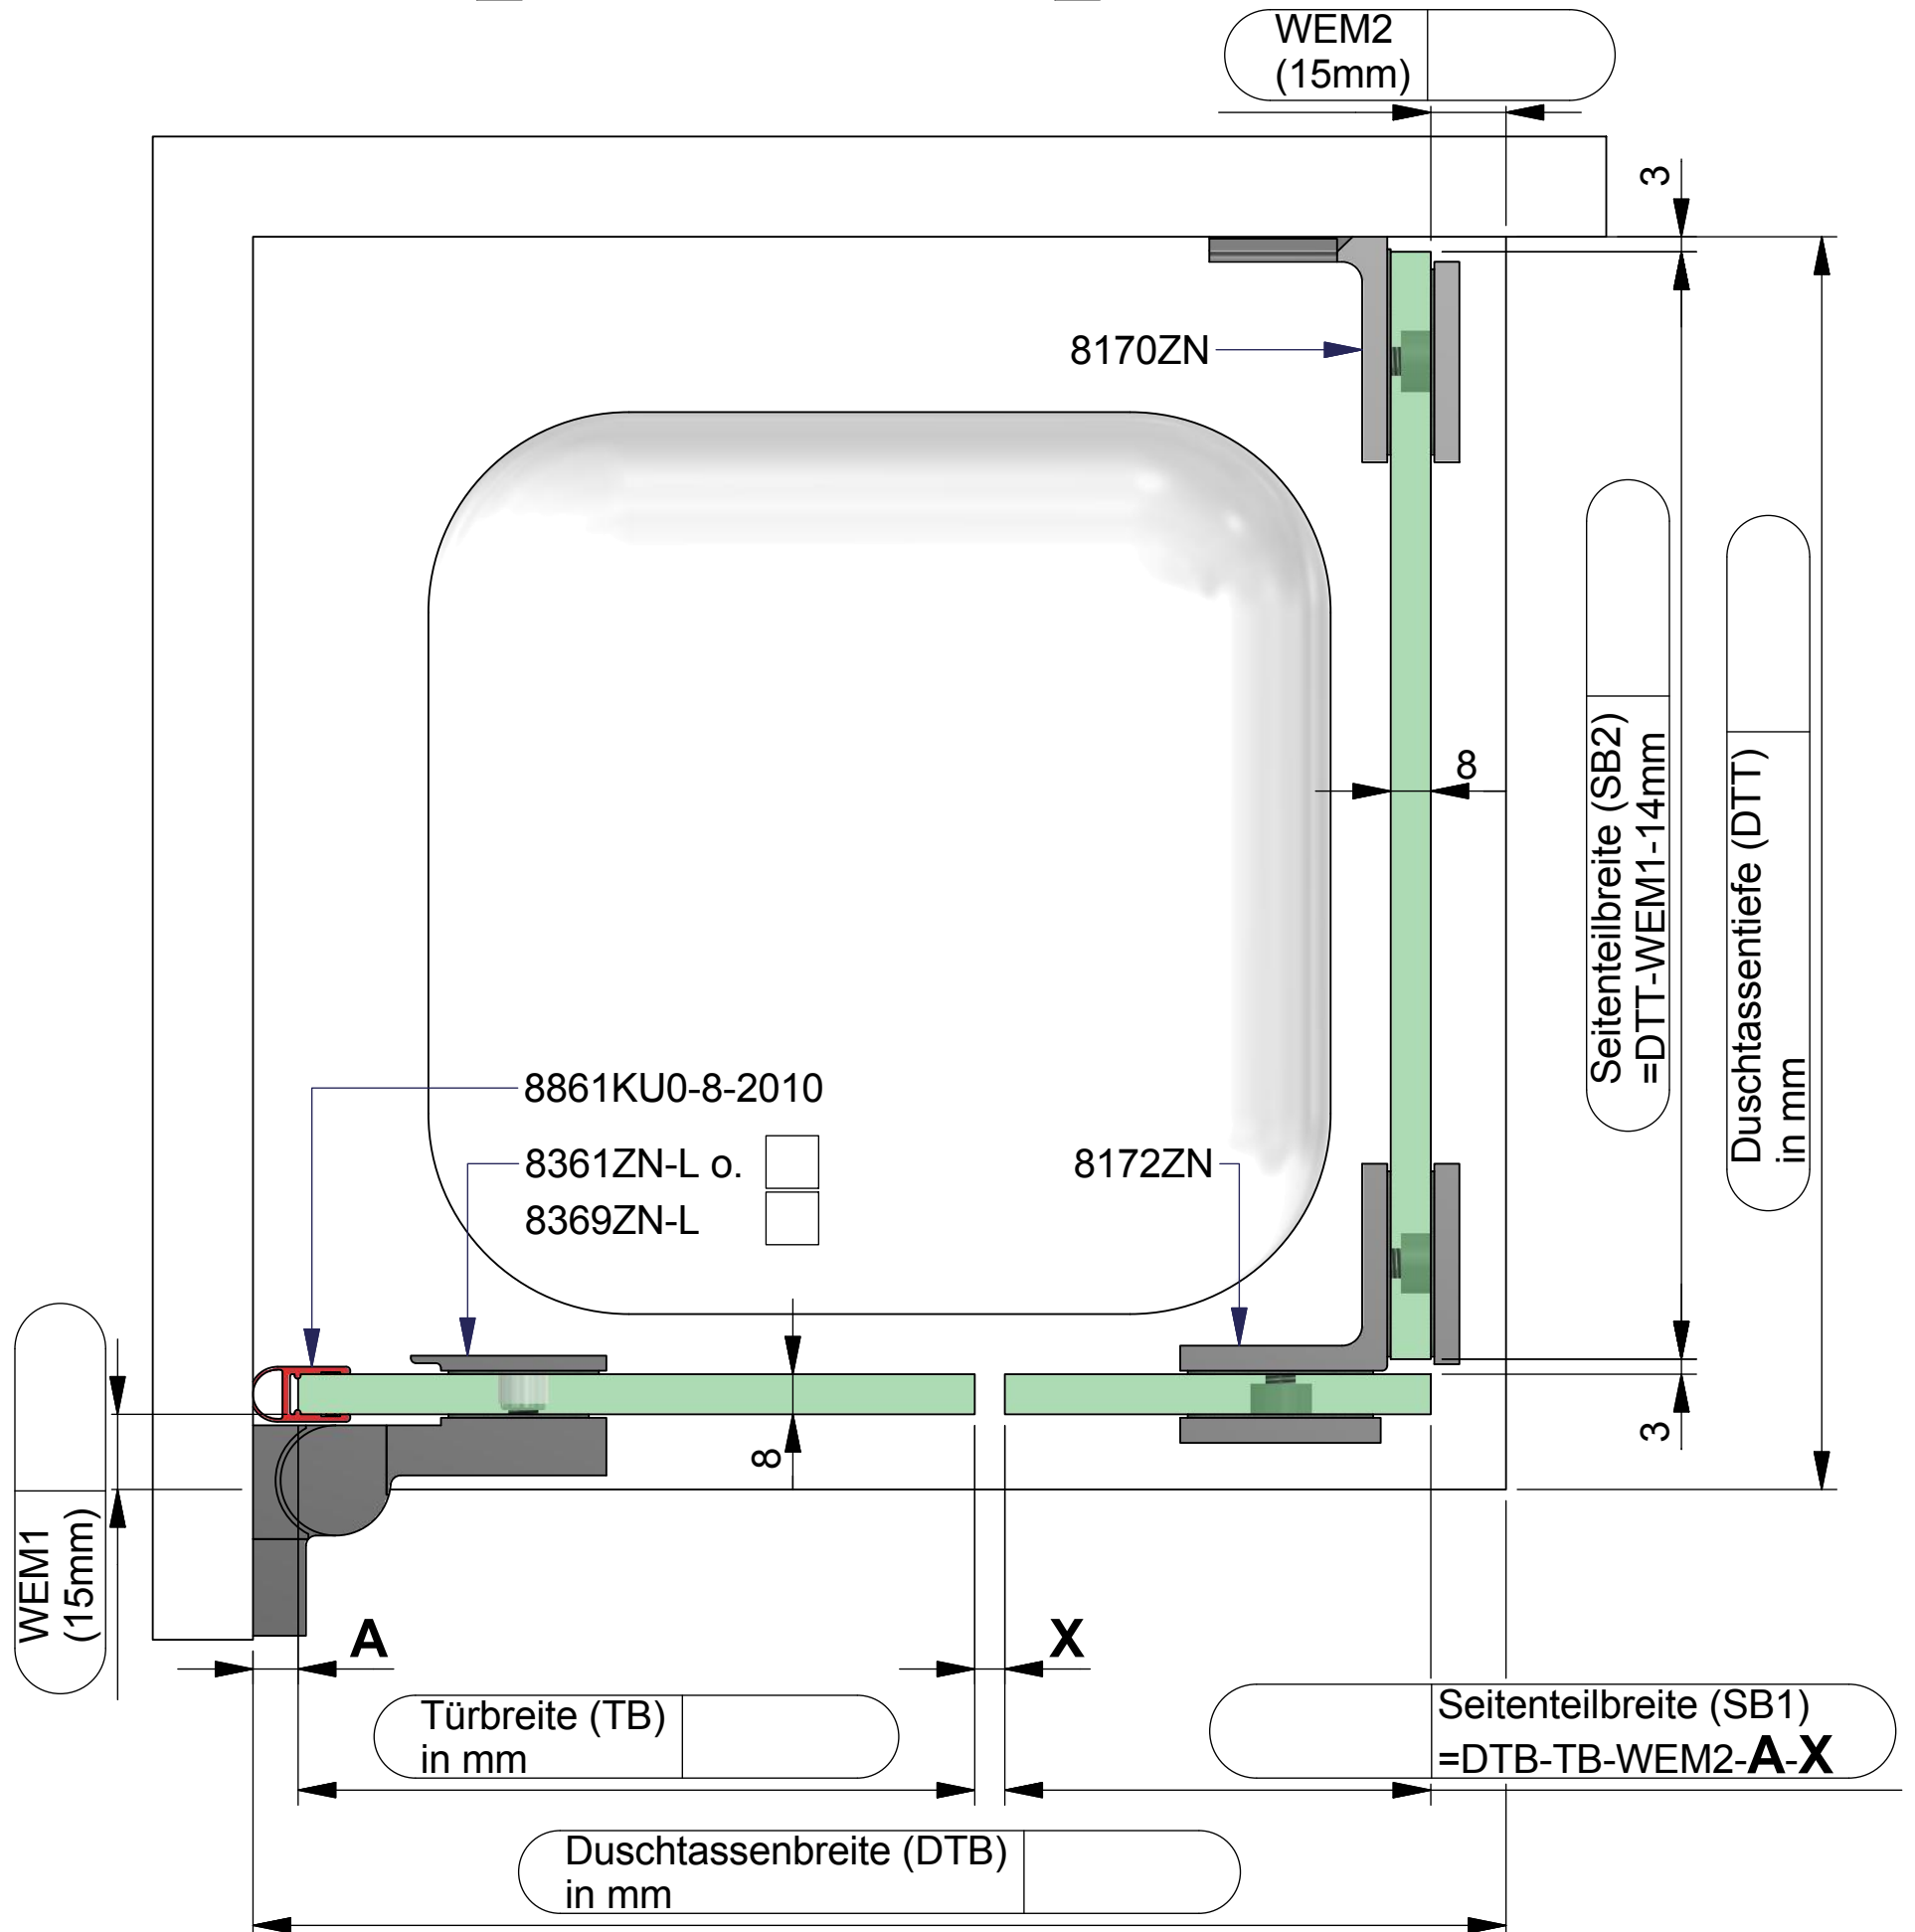 WEM2
(15mm)
3
8170ZN
8
Seitenteilbreite (SB2)
=DTT-WEM1-14mm
Duschtassentiefe (DTT)
in mm
8861KU0-8-2010
8361ZN-L o.
8369ZN-L
8172ZN
8
3
WEM1
(15mm)
A
X
Türbreite (TB)
in mm
Seitenteilbreite (SB1)
=DTB-TB-WEM2-A-X
Duschtassenbreite (DTB)
in mm